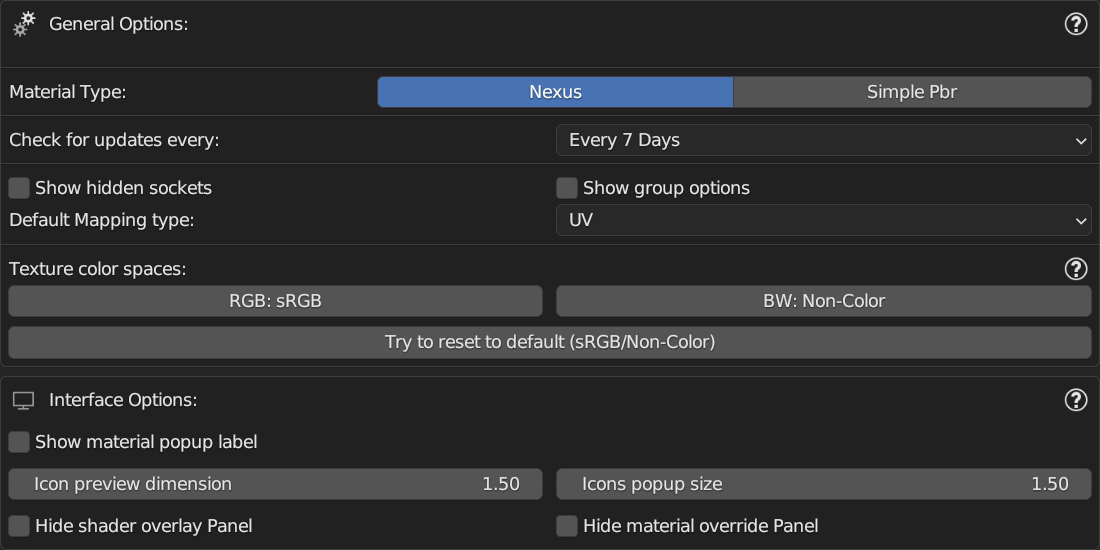 General Options:
Material Type: Nexus Simple Pbr
Check for updates every: Every 7 Days
Show hidden sockets Show group options
Default Mapping type: UV
Texture color spaces:
RGB: sRGB BW: Non-Color
Try to reset to default (sRGB/Non-Color)
Interface Options:
Show material popup label
Icon preview dimension 1.50 Icons popup size 1.50
Hide shader overlay Panel Hide material override Panel